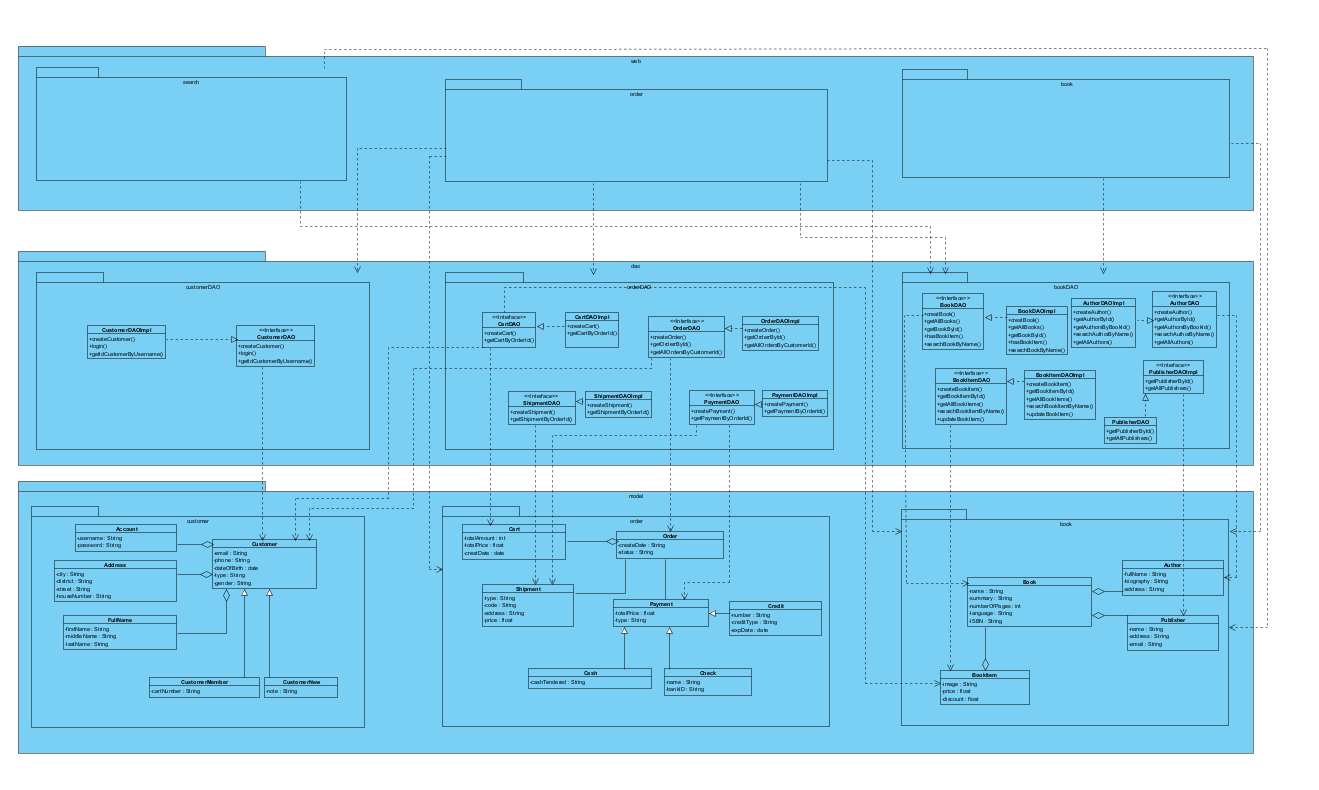 web
search
order
book
dao
customerDAO
CustomerDAOImpl
+createCustomer()
+login()
+getIdCustomerByUsername()
<<Interface>>
CustomerDAO
+createCustomer()
+login()
+getIdCustomerByUsername()
orderDAO
<<Interface>>
CartDAO
+createCart()
+getCartByOrderId()
CartDAOImpl
+createCart()
+getCartByOrderId()
<<Interface>>
OrderDAO
+createOrder()
+getOrderById()
+getAllOrdersByCustomerId()
OrderDAOImpl
+createOrder()
+getOrderById()
+getAllOrdersByCustomerId()
<<Interface>>
ShipmentDAO
+createShipment()
+getShipmentByOrderId()
ShipmentDAOImpl
+createShipment()
+getShipmentByOrderId()
<<Interface>>
PaymentDAO
+createPayment()
+getPaymentByOrderId()
PaymentDAOImpl
+createPayment()
+getPaymentByOrderId()
bookDAO
<<Interface>>
BookDAO
+creatBook()
+getAllBooks()
+getBookById()
+hasBookItem()
+searchBookByName()
BookDAOImpl
+creatBook()
+getAllBooks()
+getBookById()
+hasBookItem()
+searchBookByName()
AuthorDAOImpl
+createAuthor()
+getAuthorById()
+getAuthorsByBookId()
+searchAuthorByName()
+getAllAuthors()
<<Interface>>
AuthorDAO
+createAuthor()
+getAuthorById()
+getAuthorsByBookId()
+searchAuthorByName()
+getAllAuthors()
<<Interface>>
BookItemDAO
+createBookItem()
+getBookItemById()
+getAllBookItems()
+searchBookItemByName()
+updateBookItem()
BookItemDAOImpl
+createBookItem()
+getBookItemById()
+getAllBookItems()
+searchBookItemByName()
+updateBookItem()
<<Interface>>
PublisherDAOImpl
+getPublisherById()
+getAllPublishes()
PublisherDAO
+getPublisherById()
+getAllPublishes()
model
customer
Account
-username : String
-password : String
Address
-city : String
-district : String
-street : String
-houseNumber : String
FullName
-firstName : String
-middleName : String
-lastName : String
Customer
-email : String
-phone : String
-dateOfBirth : date
-type : String
-gender : String
CustomerMember
-cartNumber : String
CustomerNew
-note : String
order
Cart
-totalAmount : int
-totalPrice : float
-creatDate : date
Order
-createDate : String
-status : String
Shipment
-type : String
-code : String
-address : String
-price : float
Payment
-totalPrice : float
-type : String
Credit
-number : String
-creditType : String
-expDate : date
Cash
-cashTendered : String
Check
-name : String
-bankID : String
book
Book
-name : String
-summary : String
-numberOfPages : int
-language : String
-ISBN : String
Author
-fullName : String
-biography : String
-address : String
Publisher
-name : String
-address : String
-email : String
BookItem
-image : String
-price : float
-discount : float